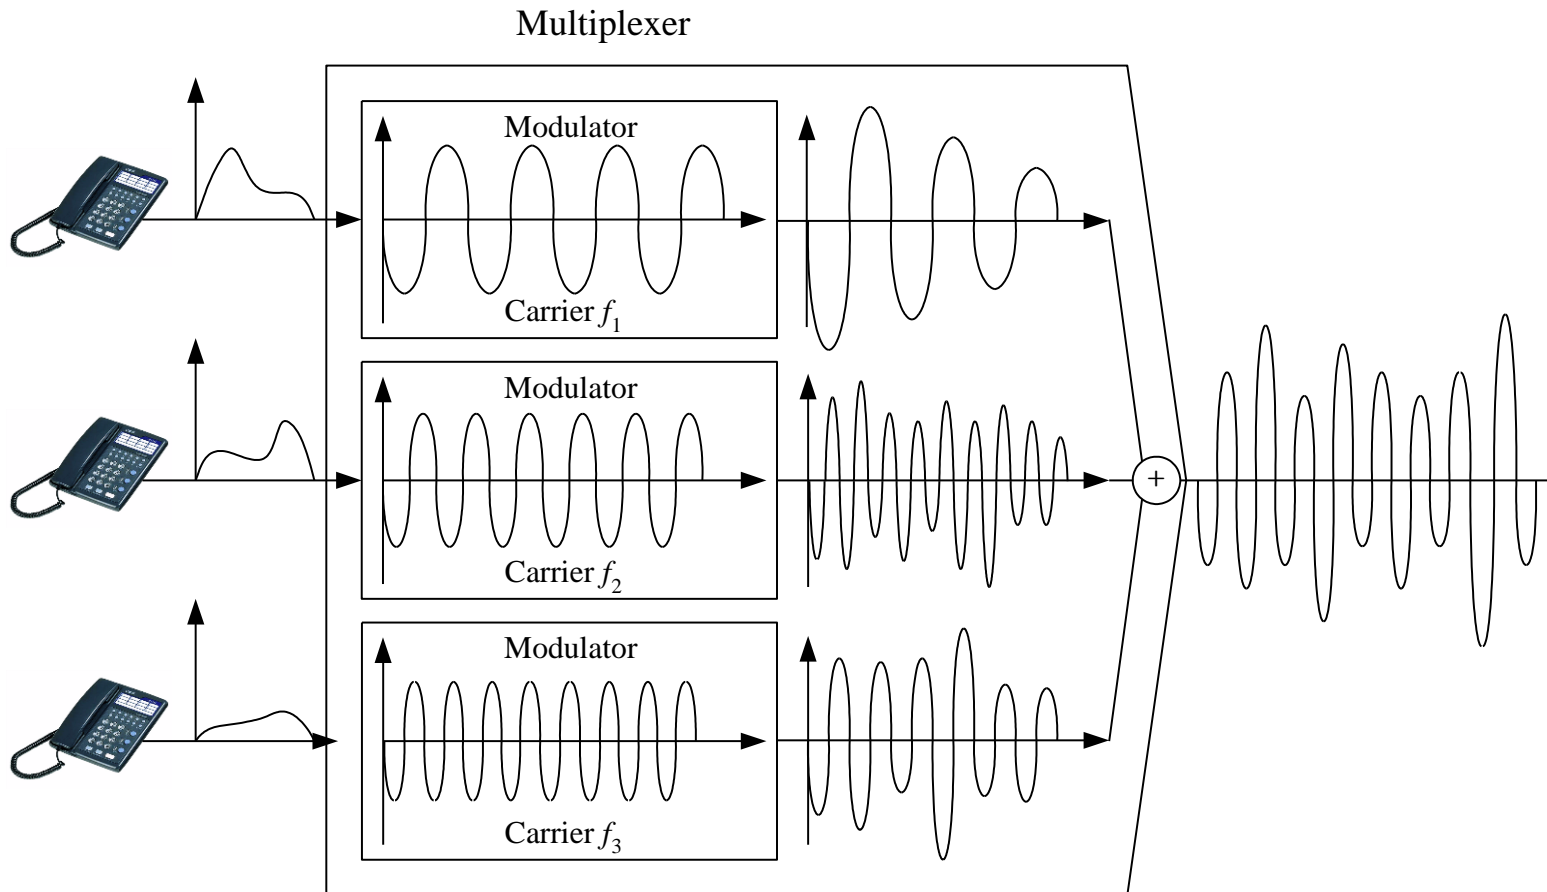 Multiplexer
Modulator
Carrier f1
Modulator
Carrier f2
+
Modulator
Carrier f3